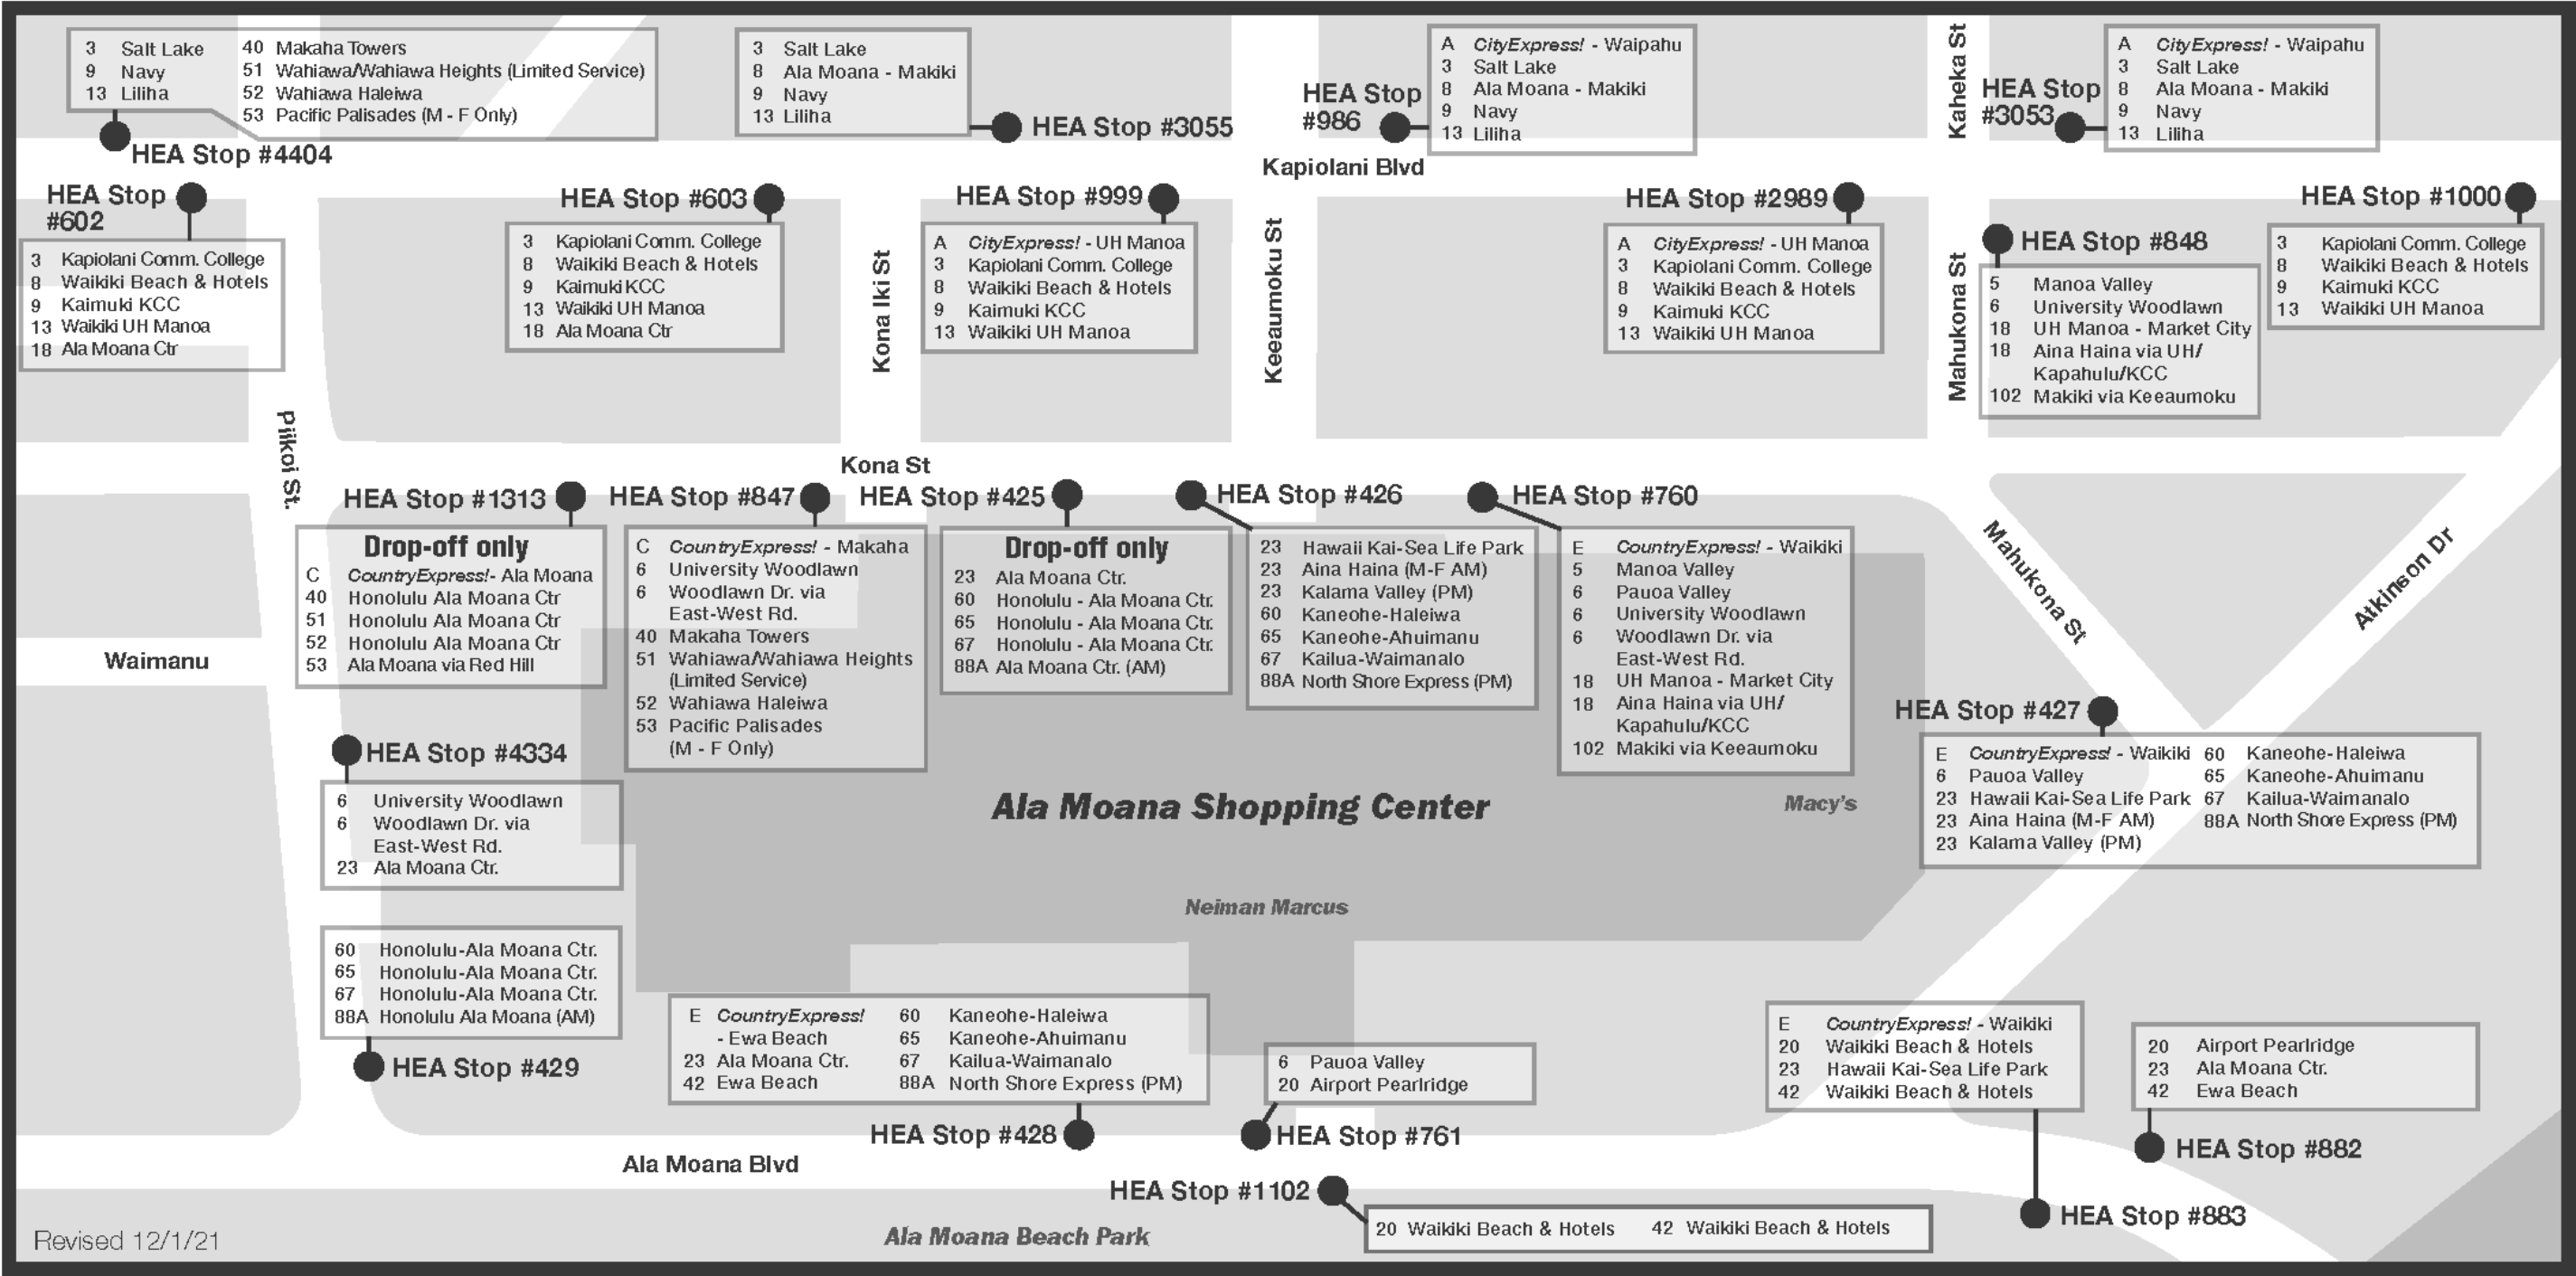 3 Salt Lake
9 Navy
13 Liliha
40 Makaha Towers
51 Wahiawa/Wahiawa Heights (Limited Service)
52 Wahiawa Haleiwa
53 Pacific Palisades (M - F Only)
HEA Stop #4404
3 Salt Lake
8 Ala Moana - Makiki
9 Navy
13 Liliha
HEA Stop #3055
HEA Stop
#986
A CityExpress! - Waipahu
3 Salt Lake
8 Ala Moana - Makiki
9 Navy
13 Liliha
Kaheka St
HEA Stop
#3053
A CityExpress! - Waipahu
3 Salt Lake
8 Ala Moana - Makiki
9 Navy
13 Liliha
Kapiolani Blvd
HEA Stop
#602
3 Kapiolani Comm. College
8 Waikiki Beach & Hotels
9 Kaimuki KCC
13 Waikiki UH Manoa
18 Ala Moana Ctr
HEA Stop #603
3 Kapiolani Comm. College
8 Waikiki Beach & Hotels
9 Kaimuki KCC
13 Waikiki UH Manoa
18 Ala Moana Ctr
Kona Iki St
HEA Stop #999
A CityExpress! - UH Manoa
3 Kapiolani Comm. College
8 Waikiki Beach & Hotels
9 Kaimuki KCC
13 Waikiki UH Manoa
Keeaumoku St
HEA Stop #2989
A CityExpress! - UH Manoa
3 Kapiolani Comm. College
8 Waikiki Beach & Hotels
9 Kaimuki KCC
13 Waikiki UH Manoa
Mahukona St
HEA Stop #848
5 Manoa Valley
6 University Woodlawn
18 UH Manoa - Market City
18 Aina Haina via UH/
Kapahulu/KCC
102 Makiki via Keeaumoku
HEA Stop #1000
3 Kapiolani Comm. College
8 Waikiki Beach & Hotels
9 Kaimuki KCC
13 Waikiki UH Manoa
Piikoi St.
Kona St
HEA Stop #1313
Drop-off only
C CountryExpress!- Ala Moana
40 Honolulu Ala Moana Ctr
51 Honolulu Ala Moana Ctr
52 Honolulu Ala Moana Ctr
53 Ala Moana via Red Hill
HEA Stop #847
C CountryExpress! - Makaha
6 University Woodlawn
6 Woodlawn Dr. via
East-West Rd.
40 Makaha Towers
51 Wahiawa/Wahiawa Heights
(Limited Service)
52 Wahiawa Haleiwa
53 Pacific Palisades
(M - F Only)
HEA Stop #425
Drop-off only
23 Ala Moana Ctr.
60 Honolulu - Ala Moana Ctr.
65 Honolulu - Ala Moana Ctr.
67 Honolulu - Ala Moana Ctr.
88A Ala Moana Ctr. (AM)
HEA Stop #426
23 Hawaii Kai-Sea Life Park
23 Aina Haina (M-F AM)
23 Kalama Valley (PM)
60 Kaneohe-Haleiwa
65 Kaneohe-Ahuimanu
67 Kailua-Waimanalo
88A North Shore Express (PM)
HEA Stop #760
E CountryExpress! - Waikiki
5 Manoa Valley
6 Pauoa Valley
6 University Woodlawn
6 Woodlawn Dr. via
East-West Rd.
18 UH Manoa - Market City
18 Aina Haina via UH/
Kapahulu/KCC
102 Makiki via Keeaumoku
Mahukona St
Atkinson Dr
Waimanu
HEA Stop #427
E CountryExpress! - Waikiki
6 Pauoa Valley
23 Hawaii Kai-Sea Life Park
23 Aina Haina (M-F AM)
23 Kalama Valley (PM)
60 Kaneohe-Haleiwa
65 Kaneohe-Ahuimanu
67 Kailua-Waimanalo
88A North Shore Express (PM)
HEA Stop #4334
6 University Woodlawn
6 Woodlawn Dr. via
East-West Rd.
23 Ala Moana Ctr.
Ala Moana Shopping Center
Macy's
Neiman Marcus
60 Honolulu-Ala Moana Ctr.
65 Honolulu-Ala Moana Ctr.
67 Honolulu-Ala Moana Ctr.
88A Honolulu Ala Moana (AM)
HEA Stop #429
E CountryExpress!
- Ewa Beach
23 Ala Moana Ctr.
42 Ewa Beach
60 Kaneohe-Haleiwa
65 Kaneohe-Ahuimanu
67 Kailua-Waimanalo
88A North Shore Express (PM)
HEA Stop #428
6 Pauoa Valley
20 Airport Pearlridge
HEA Stop #761
E CountryExpress! - Waikiki
20 Waikiki Beach & Hotels
23 Hawaii Kai-Sea Life Park
42 Waikiki Beach & Hotels
HEA Stop #883
20 Airport Pearlridge
23 Ala Moana Ctr.
42 Ewa Beach
HEA Stop #882
Ala Moana Blvd
HEA Stop #1102
20 Waikiki Beach & Hotels 42 Waikiki Beach & Hotels
Ala Moana Beach Park
Revised 12/1/21